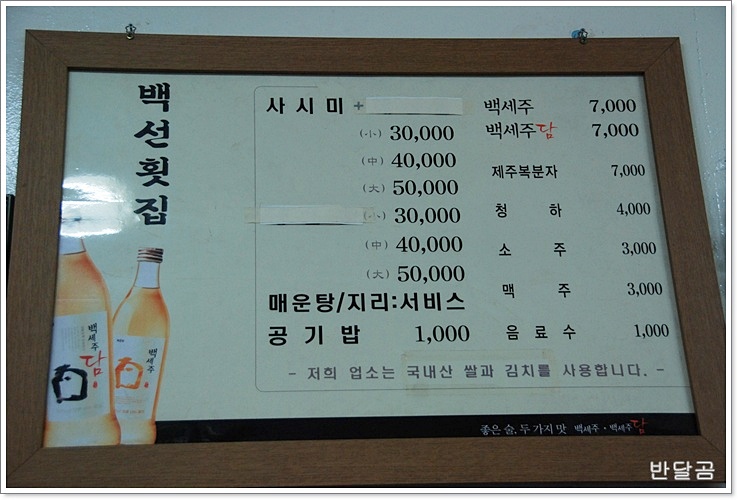 백선횟집
사시미 +
(小) 30,000
(中) 40,000
(大) 50,000
(小) 30,000
(中) 40,000
(大) 50,000
매운탕/지리:서비스
공기밥 1,000
백세주 7,000
백세주담 7,000
제주복분자 7,000
청하 4,000
소주 3,000
맥주 3,000
음료수 1,000
- 저희 업소는 국내산 쌀과 김치를 사용합니다. -
백세주담
백세주
좋은 술, 두 가지 맛 백세주 · 백세주담
반달곰